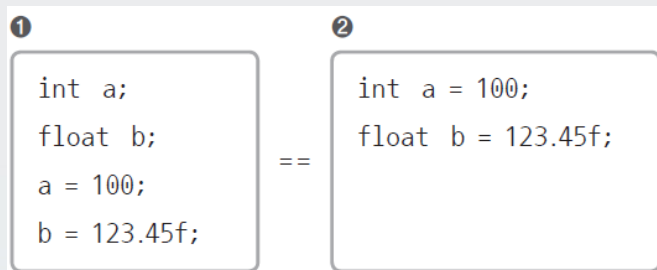 ❶
int a;
float b;
a = 100;
b = 123.45f;
==
❷
int a = 100;
float b = 123.45f;